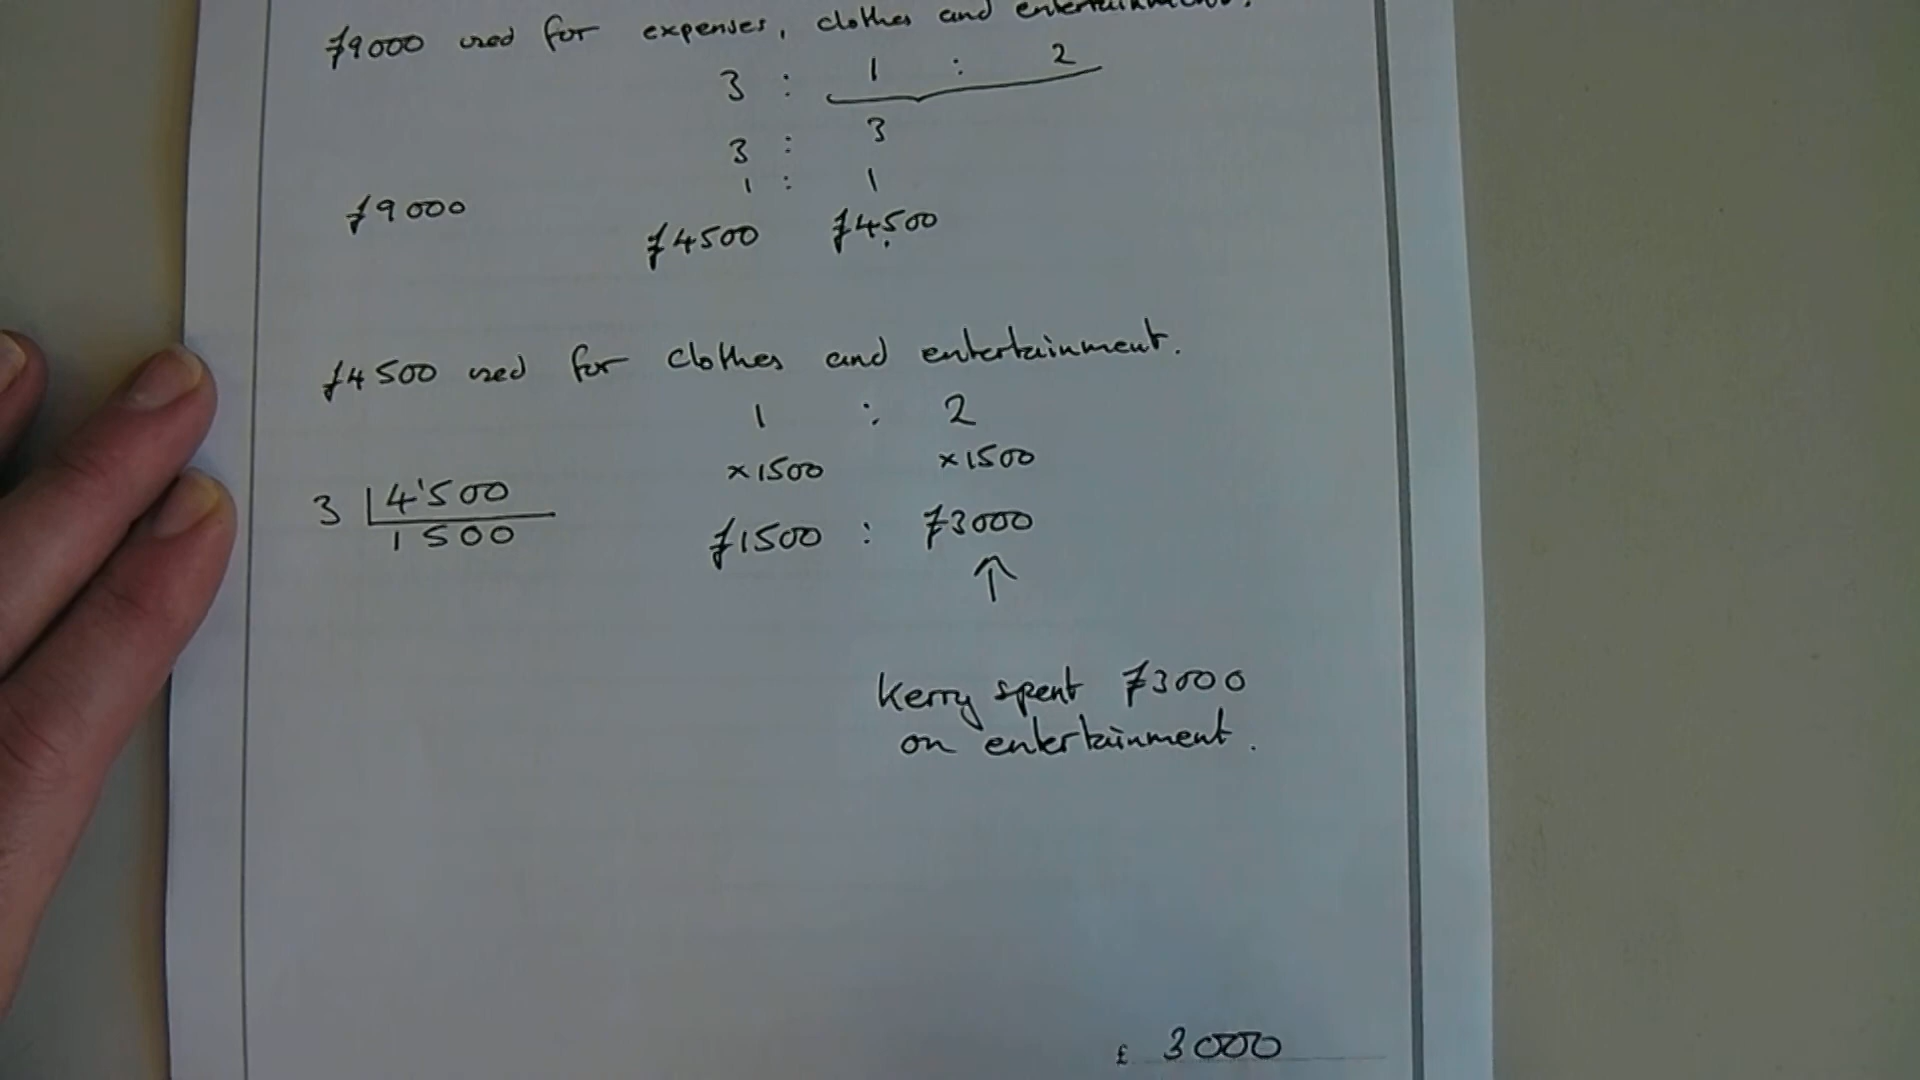 £9000 used for expenses, clothes and entertainment.
3 : 1 : 2
3 : 3
1 : 1
£9000 £4500 £4500
£4500 used for clothes and entertainment.
1 : 2
×1500 ×1500
3 4'500
1500
£1500 : £3000
↑
Kerry spent £3000
on entertainment.
£ 3000